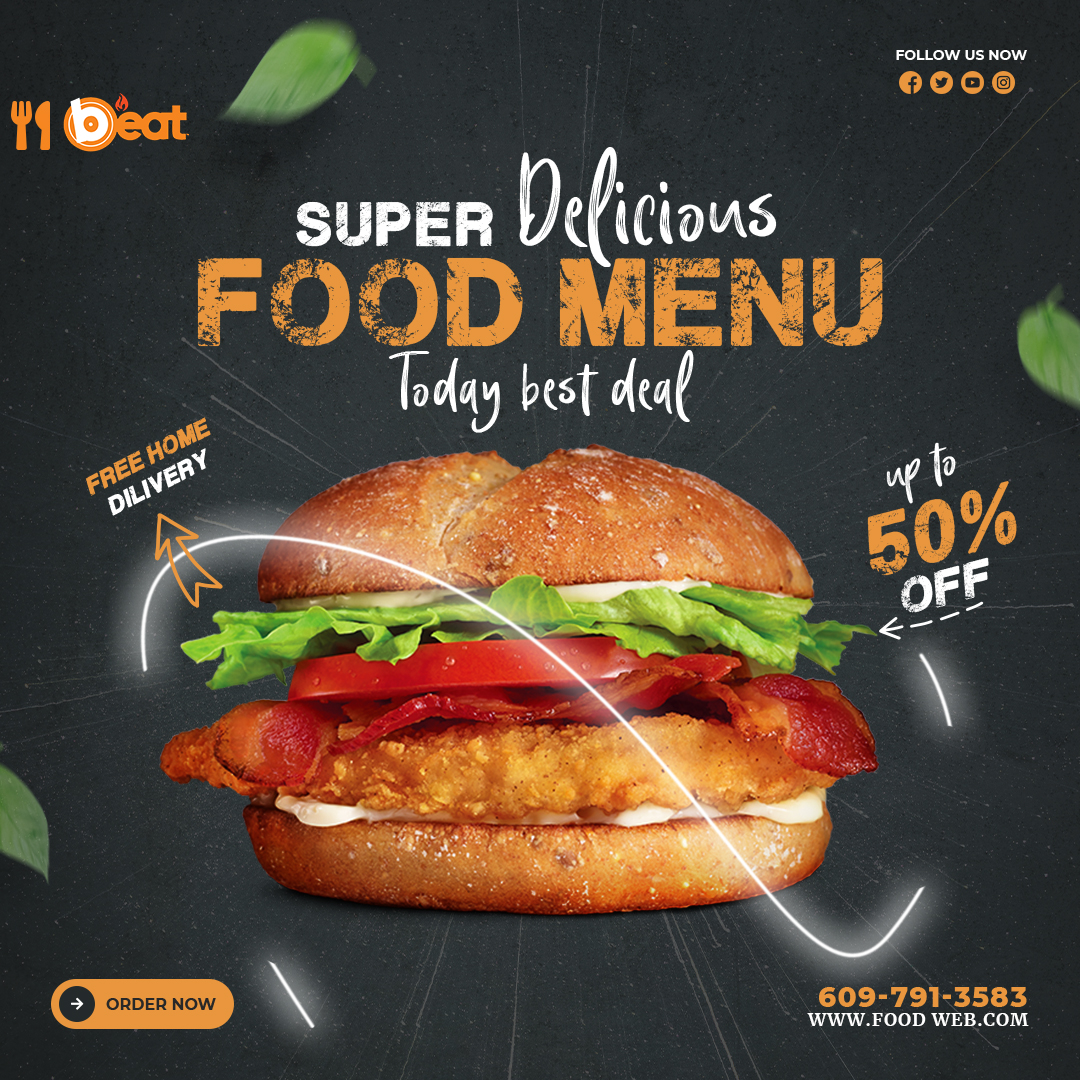 FOLLOW US NOW
beat
SUPER Delicious
FOOD MENU
Today best deal
FREE HOME
DILIVERY
up to
50%
OFF
ORDER NOW
609-791-3583
WWW.FOOD WEB.COM